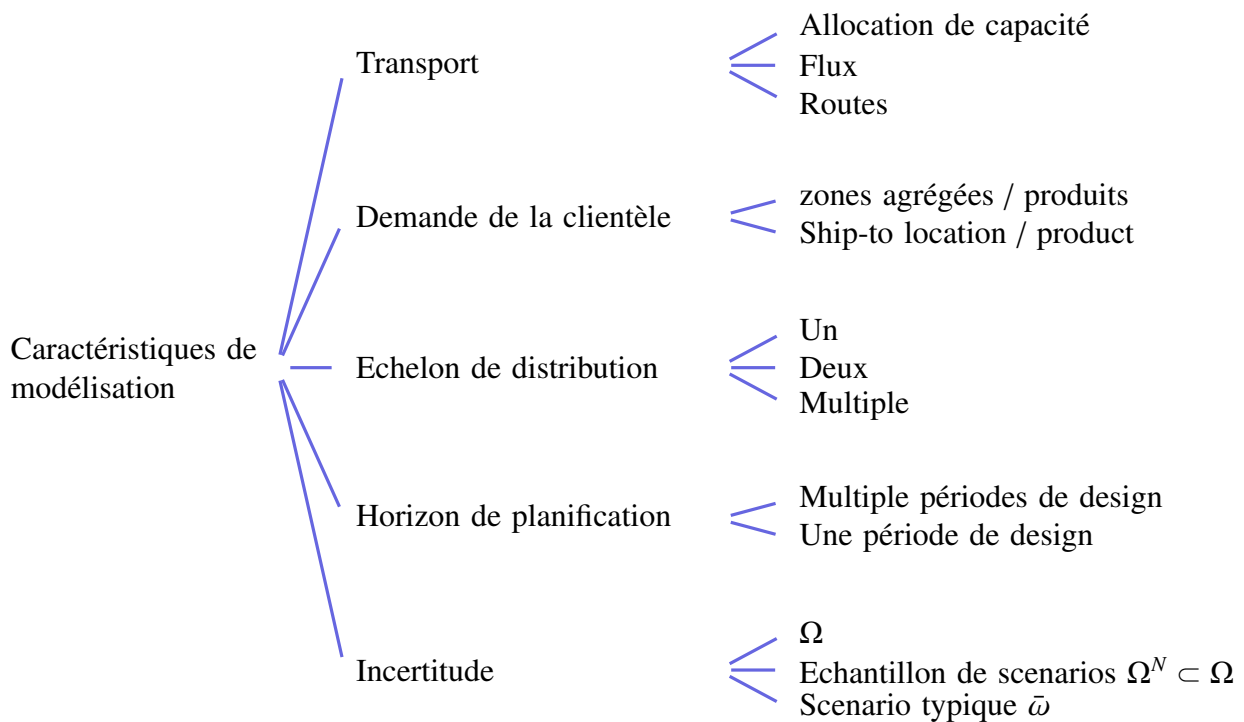 Allocation de capacité
Transport
Flux
Routes
zones agrégées / produits
Demande de la clientèle
Ship-to location / product
Caractéristiques de
modélisation
Un
Echelon de distribution
Deux
Multiple
Multiple périodes de design
Horizon de planification
Une période de design
Ω
Incertitude
Echantillon de scenarios Ω^N ⊂ Ω
Scenario typique ω̄